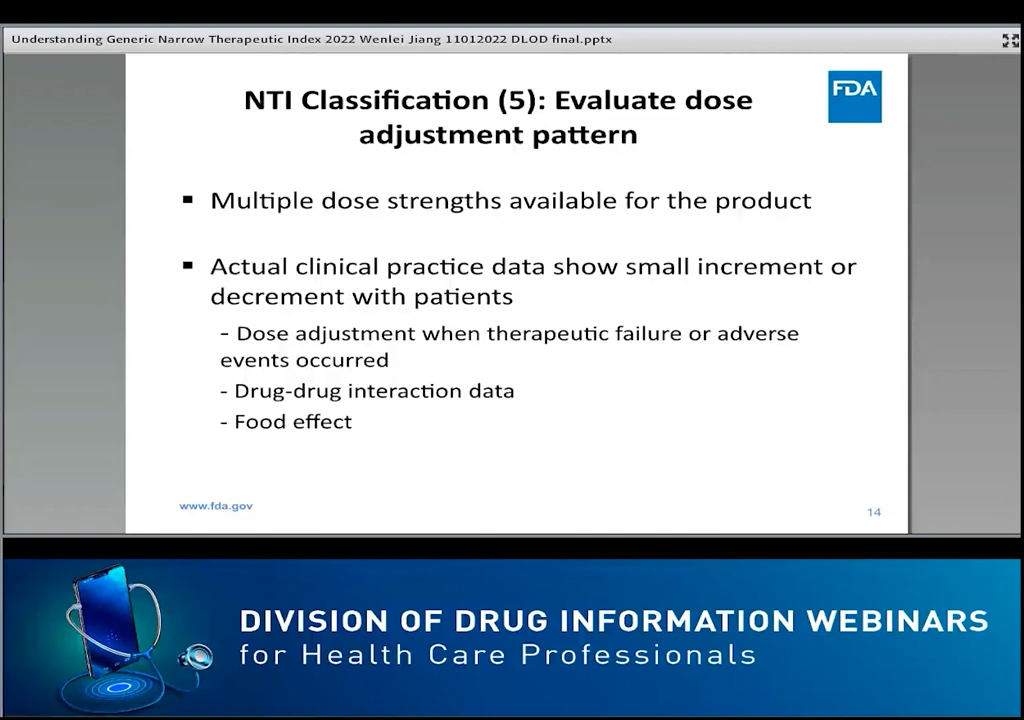 Understanding Generic Narrow Therapeutic Index 2022 Wenlei Jiang 11012022 DLOD final.pptx
NTI Classification (5): Evaluate dose
adjustment pattern
FDA
▪ Multiple dose strengths available for the product
▪ Actual clinical practice data show small increment or
decrement with patients
- Dose adjustment when therapeutic failure or adverse
events occurred
- Drug-drug interaction data
- Food effect
www.fda.gov
14
DIVISION OF DRUG INFORMATION WEBINARS
for Health Care Professionals